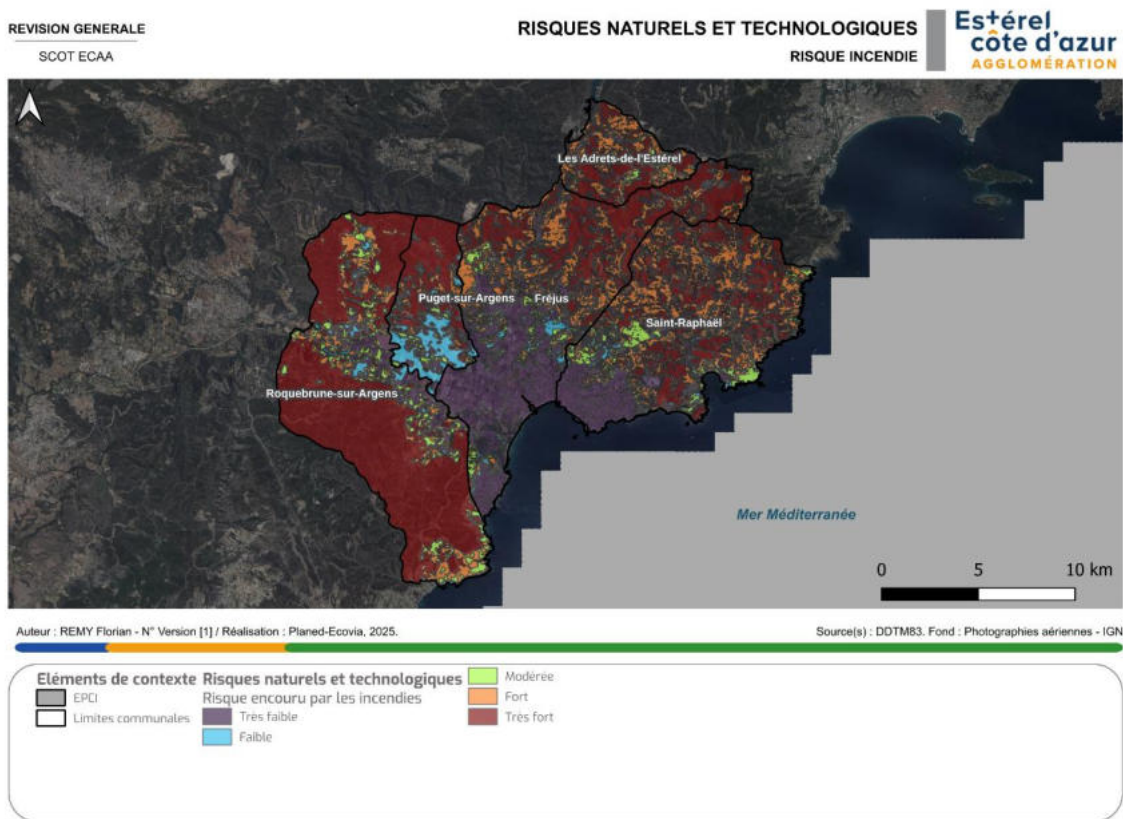 REVISION GENERALE
SCOT ECAA
RISQUES NATURELS ET TECHNOLOGIQUES
RISQUE INCENDIE
Estérel
côte d'azur
AGGLOMÉRATION
Les Adrets-de-l'Estérel
Puget-sur-Argens
Fréjus
Saint-Raphaël
Roquebrune-sur-Argens
Mer Méditerranée
0 5 10 km
Auteur : REMY Florian - N° Version [1] / Réalisation : Planed-Ecovia, 2025.
Source(s) : DDTM83. Fond : Photographies aériennes - IGN
Eléments de contexte
EPCI
Limites communales
Risques naturels et technologiques
Risque encouru par les incendies
Très faible
Faible
Modérée
Fort
Très fort